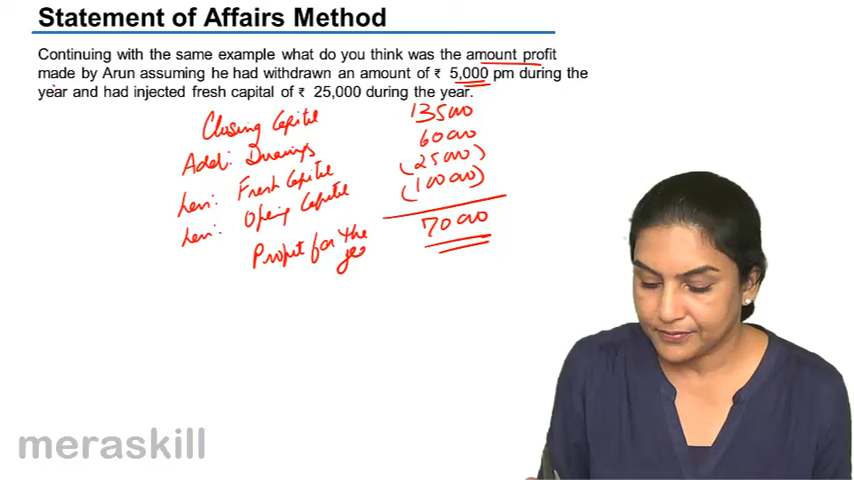 Statement of Affairs Method
Continuing with the same example what do you think was the amount profit
made by Arun assuming he had withdrawn an amount of ₹ 5,000 pm during the
year and had injected fresh capital of ₹ 25,000 during the year.
Closing Capital 135000
Add: Drawings 60000
Less: Fresh Capital (25000)
Less: Opening Capital (100000)
Profit for the 70000
year
meraskill